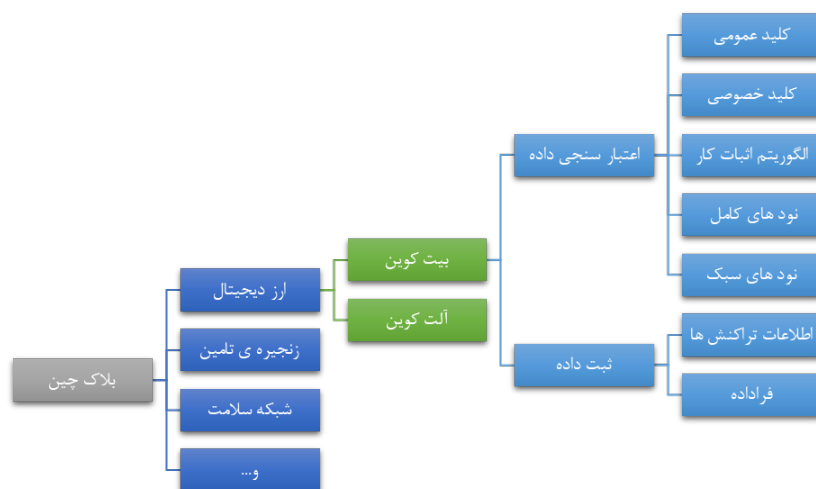 کلید عمومی
کلید خصوصی
الگوریتم اثبات کار
نود های کامل
نود های سبک
اطلاعات تراکنش ها
فراداده
اعتبار سنجی داده
ثبت داده
بیت کوین
آلت کوین
ارز دیجیتال
زنجیره ی تامین
شبکه سلامت
و...
بلاک چین